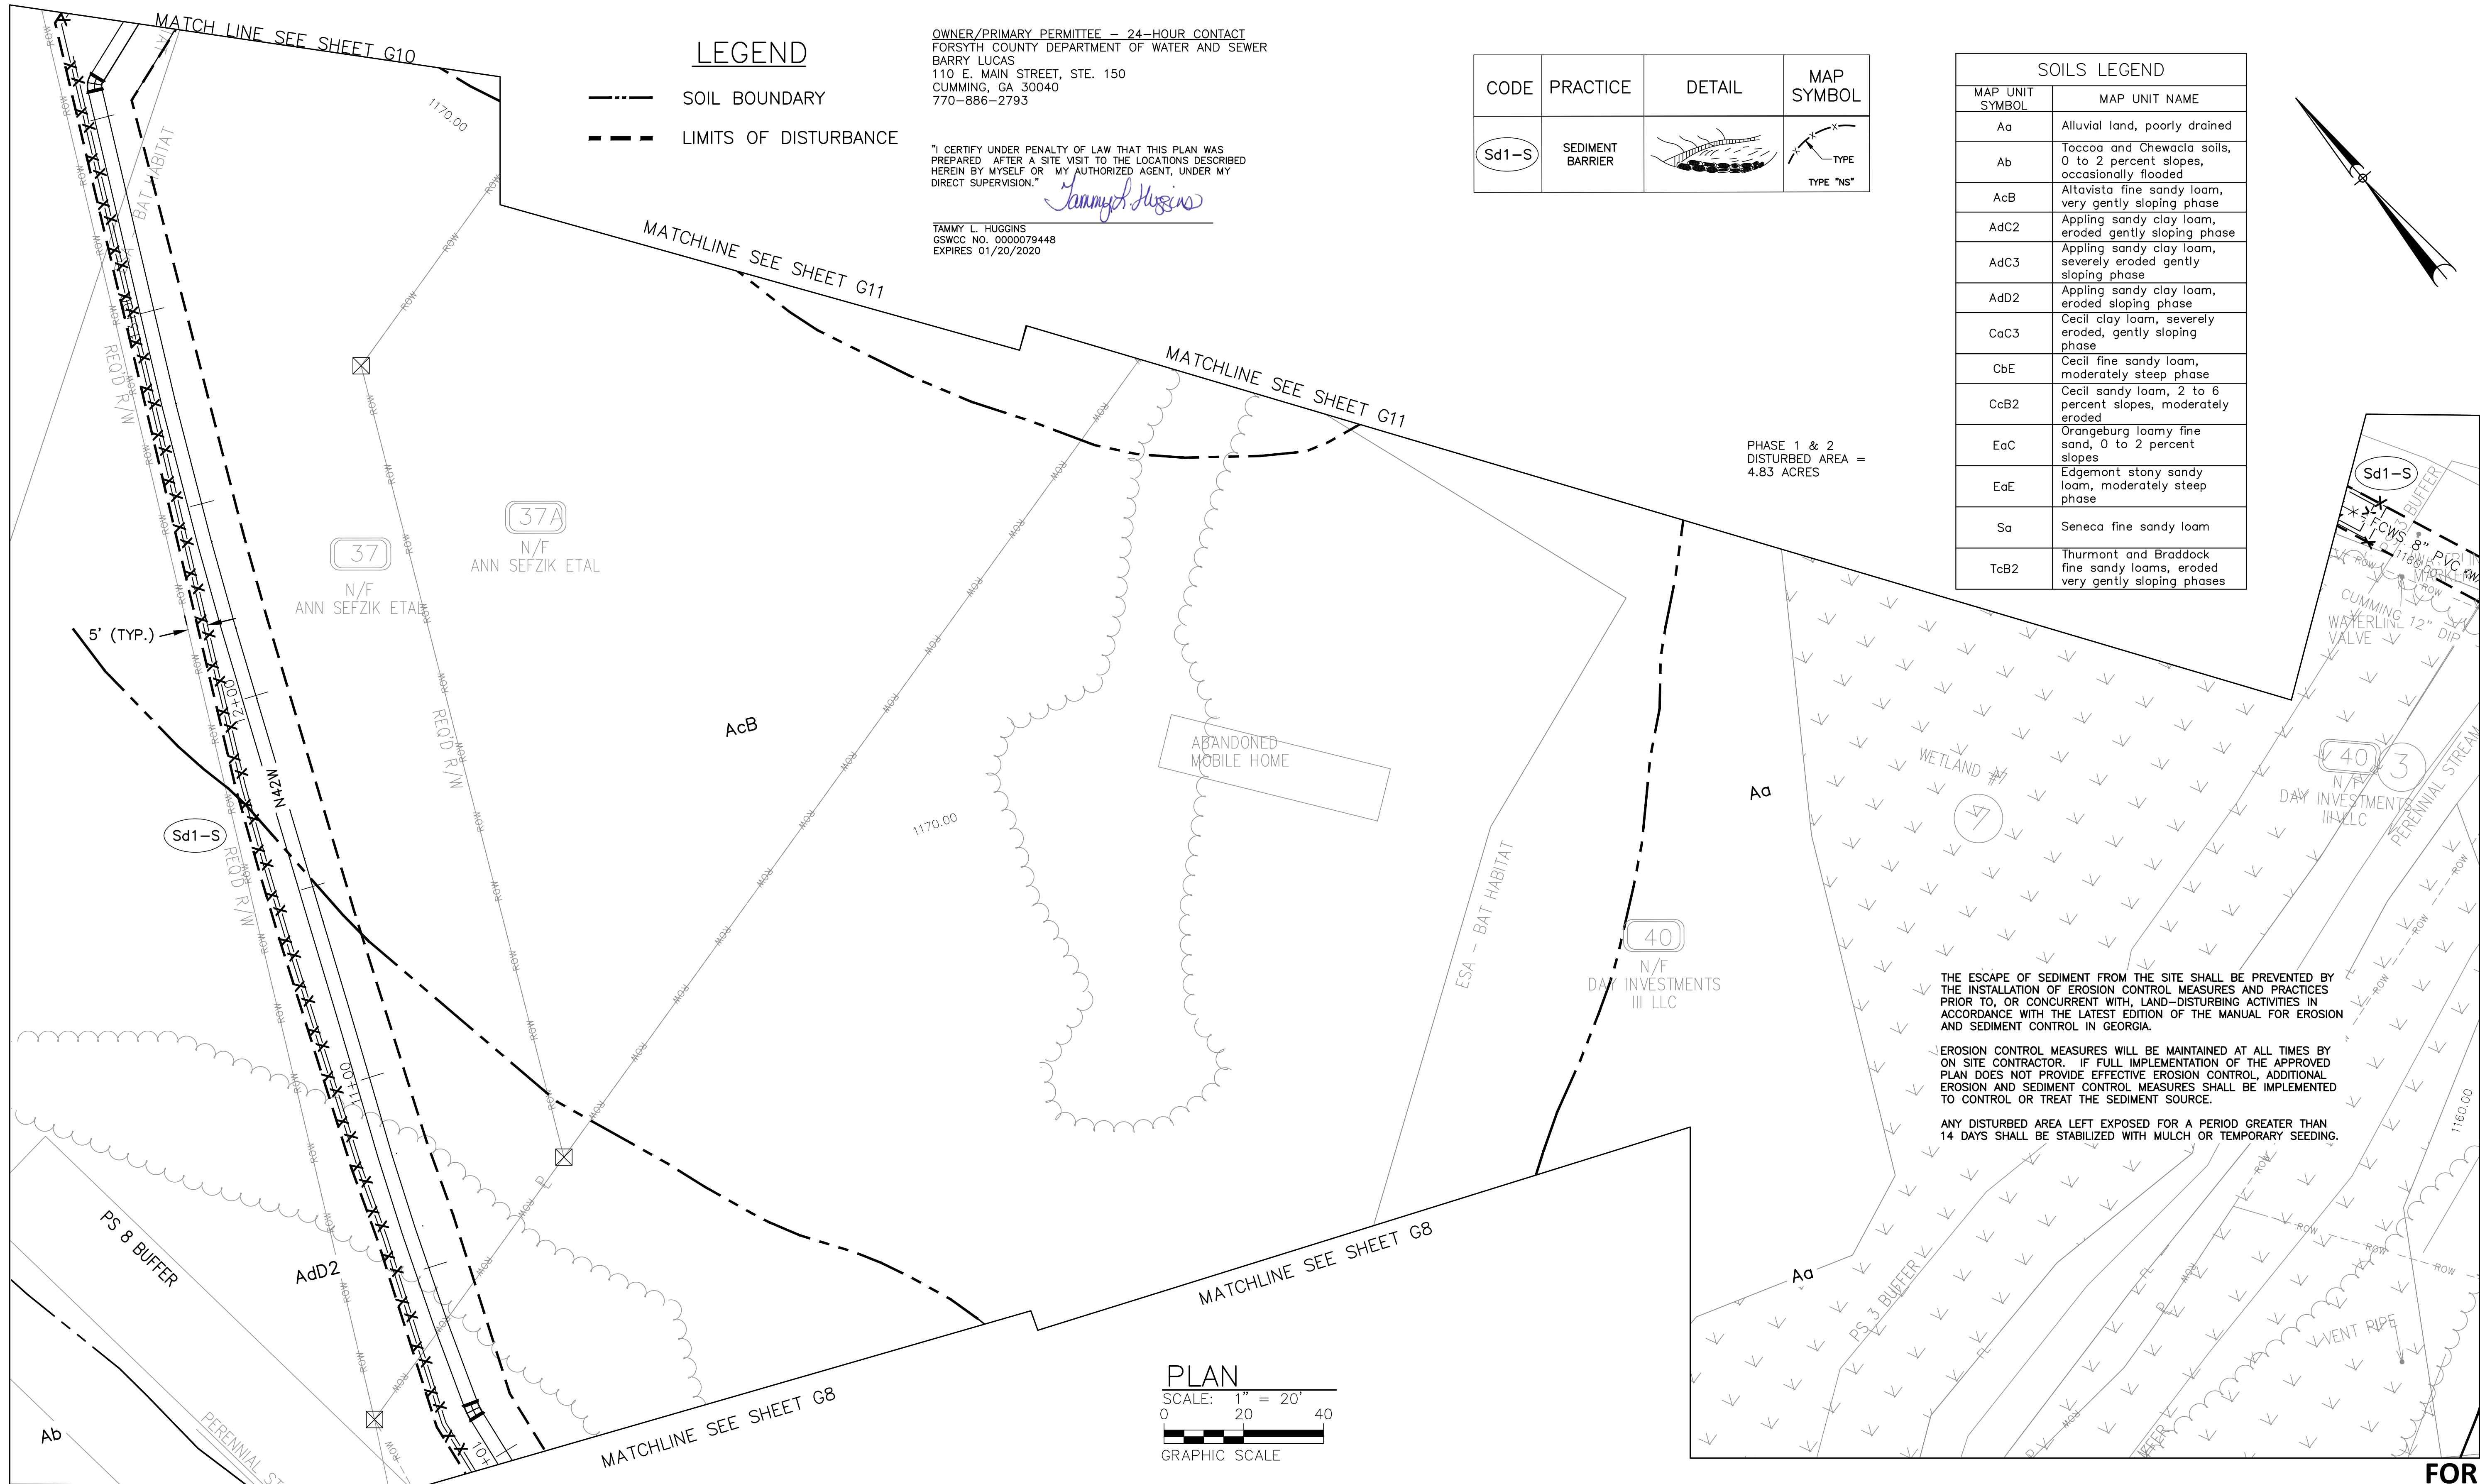 MATCH LINE SEE SHEET G10
LEGEND
SOIL BOUNDARY
LIMITS OF DISTURBANCE
OWNER/PRIMARY PERMITTEE – 24–HOUR CONTACT
FORSYTH COUNTY DEPARTMENT OF WATER AND SEWER
BARRY LUCAS
110 E. MAIN STREET, STE. 150
CUMMING, GA 30040
770–886–2793
"I CERTIFY UNDER PENALTY OF LAW THAT THIS PLAN WAS
PREPARED AFTER A SITE VISIT TO THE LOCATIONS DESCRIBED
HEREIN BY MYSELF OR MY AUTHORIZED AGENT, UNDER MY
DIRECT SUPERVISION."
Tammy L. Huggins
TAMMY L. HUGGINS
GSWCC NO. 0000079448
EXPIRES 01/20/2020
CODE PRACTICE DETAIL MAP SYMBOL
Sd1–S SEDIMENT BARRIER
TYPE
TYPE "NS"
SOILS LEGEND
MAP UNIT SYMBOL MAP UNIT NAME
Aa Alluvial land, poorly drained
Ab Toccoa and Chewacla soils,
0 to 2 percent slopes,
occasionally flooded
AcB Altavista fine sandy loam,
very gently sloping phase
AdC2 Appling sandy clay loam,
eroded gently sloping phase
AdC3 Appling sandy clay loam,
severely eroded gently
sloping phase
AdD2 Appling sandy clay loam,
eroded sloping phase
CaC3 Cecil clay loam, severely
eroded, gently sloping
phase
CbE Cecil fine sandy loam,
moderately steep phase
CcB2 Cecil sandy loam, 2 to 6
percent slopes, moderately
eroded
EaC Orangeburg loamy fine
sand, 0 to 2 percent
slopes
EaE Edgemont stony sandy
loam, moderately steep
phase
Sa Seneca fine sandy loam
TcB2 Thurmont and Braddock
fine sandy loams, eroded
very gently sloping phases
1170.00
BAT HABITAT
MATCHLINE SEE SHEET G11
MATCHLINE SEE SHEET G11
PHASE 1 & 2
DISTURBED AREA =
4.83 ACRES
REQ'D R/W
37
N/F
ANN SEFZIK ETAL
37A
N/F
ANN SEFZIK ETAL
5' (TYP.)
12+00
N42W
REQ'D R/W
AcB
Sd1–S
REQ'D R/W
1170.00
ABANDONED
MOBILE HOME
ESA – BAT HABITAT
Aa
40
N/F
DAY INVESTMENTS
III LLC
WETLAND #7
7
Sd1–S
FCWS 8" PVC
1160.00
CUMMING 12" DIP
WATERLINE
VALVE
40
3
N/F
DAY INVESTMENTS
III LLC
PERENNIAL STREAM
THE ESCAPE OF SEDIMENT FROM THE SITE SHALL BE PREVENTED BY
THE INSTALLATION OF EROSION CONTROL MEASURES AND PRACTICES
PRIOR TO, OR CONCURRENT WITH, LAND–DISTURBING ACTIVITIES IN
ACCORDANCE WITH THE LATEST EDITION OF THE MANUAL FOR EROSION
AND SEDIMENT CONTROL IN GEORGIA.
EROSION CONTROL MEASURES WILL BE MAINTAINED AT ALL TIMES BY
ON SITE CONTRACTOR. IF FULL IMPLEMENTATION OF THE APPROVED
PLAN DOES NOT PROVIDE EFFECTIVE EROSION CONTROL, ADDITIONAL
EROSION AND SEDIMENT CONTROL MEASURES SHALL BE IMPLEMENTED
TO CONTROL OR TREAT THE SEDIMENT SOURCE.
ANY DISTURBED AREA LEFT EXPOSED FOR A PERIOD GREATER THAN
14 DAYS SHALL BE STABILIZED WITH MULCH OR TEMPORARY SEEDING.
1160.00
11+00
PS 8 BUFFER
AdD2
Ab
PERENNIAL ST
10+
MATCHLINE SEE SHEET G8
MATCHLINE SEE SHEET G8
Aa
PS 3 BUFFER
VENT PIPE
PLAN
SCALE: 1" = 20'
0 20 40
GRAPHIC SCALE
FOR